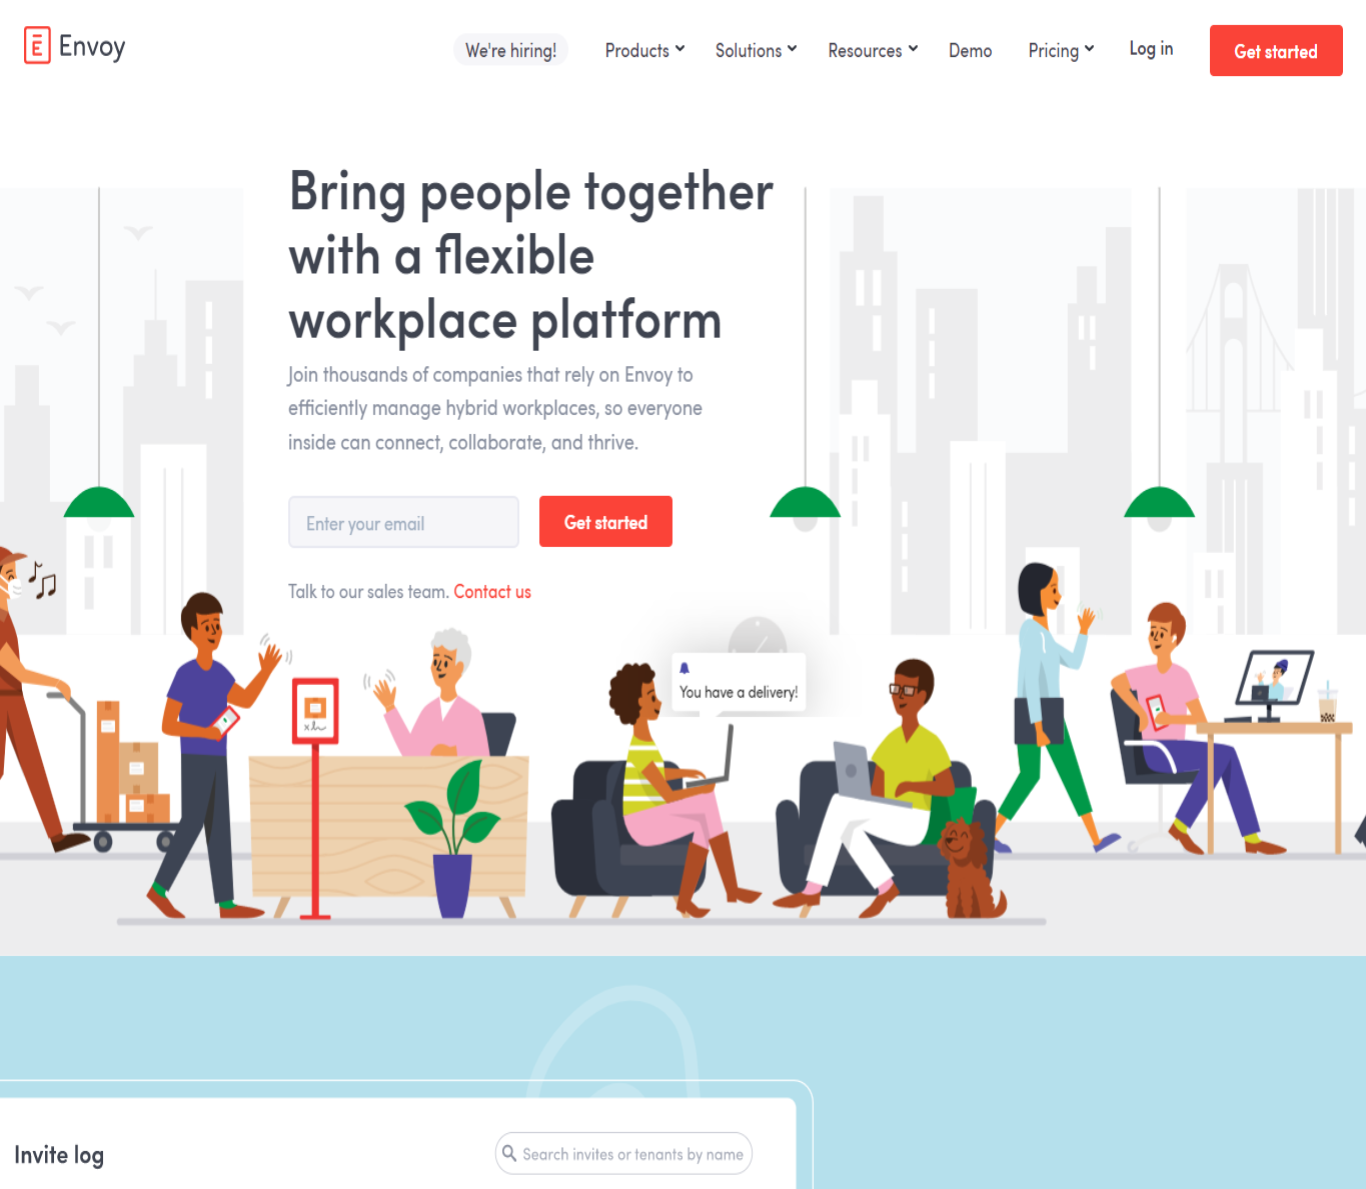 Envoy
We're hiring!
Products
Solutions
Resources
Demo
Pricing
Log in
Get started
Bring people together
with a flexible
workplace platform
Join thousands of companies that rely on Envoy to
efficiently manage hybrid workplaces, so everyone
inside can connect, collaborate, and thrive.
Enter your email
Get started
Talk to our sales team. Contact us
You have a delivery!
Invite log
Search invites or tenants by name